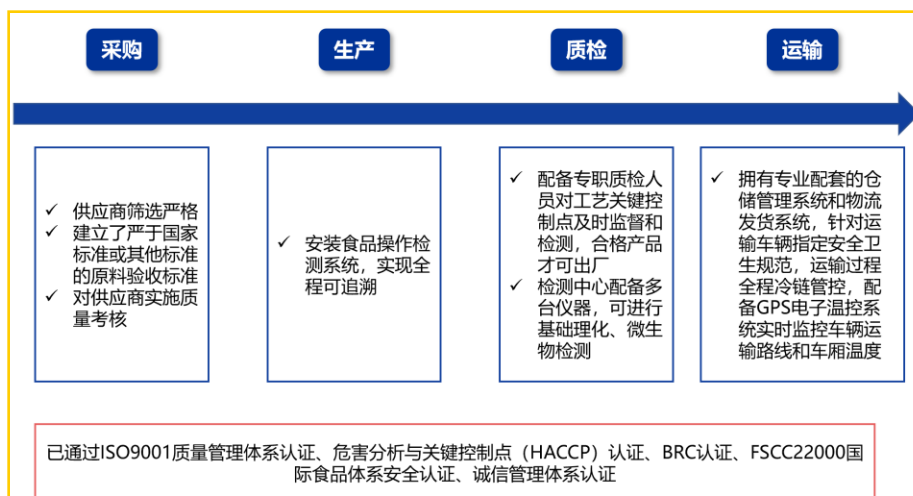 采购
生产
质检
运输
✓ 供应商筛选严格
✓ 建立了严于国家
标准或其他标准
的原料验收标准
✓ 对供应商实施质
量考核
✓ 安装食品操作检
测系统，实现全
程可追溯
✓ 配备专职质检人
员对工艺关键控
制点及时监督和
检测，合格产品
才可出厂
✓ 检测中心配备多
台仪器，可进行
基础理化、微生
物检测
✓ 拥有专业配套的仓
储管理系统和物流
发货系统，针对运
输车辆指定安全卫
生规范，运输过程
全程冷链管控，配
备GPS电子温控系
统实时监控车辆运
输路线和车厢温度
已通过ISO9001质量管理体系认证、危害分析与关键控制点（HACCP）认证、BRC认证、FSCC22000国
际食品体系安全认证、诚信管理体系认证